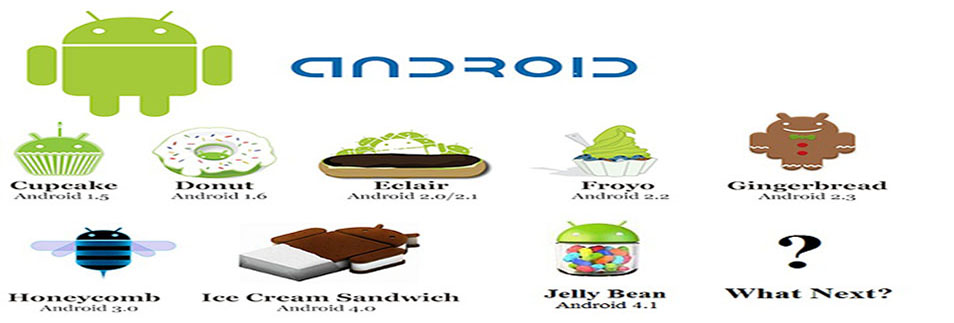 ANDROID
Cupcake
Android 1.5
Donut
Android 1.6
Eclair
Android 2.0/2.1
Froyo
Android 2.2
Gingerbread
Android 2.3
Honeycomb
Android 3.0
Ice Cream Sandwich
Android 4.0
Jelly Bean
Android 4.1
?
What Next?